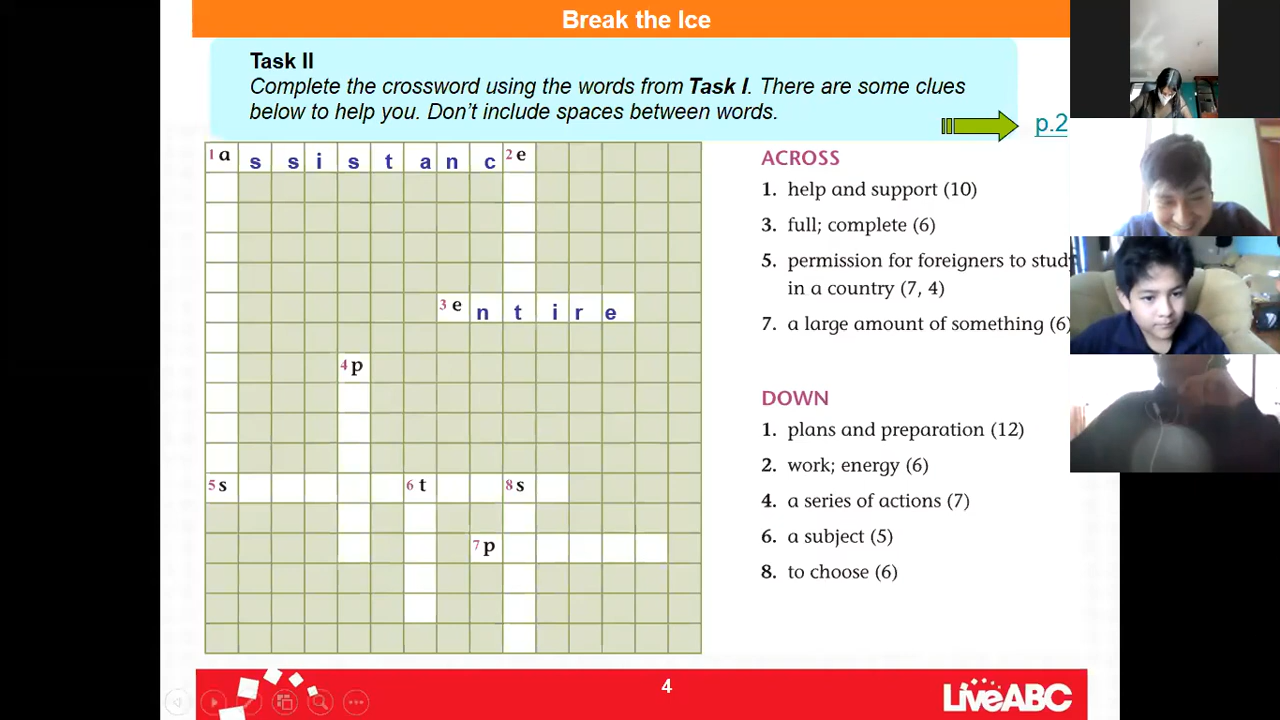 Break the Ice
Task II
Complete the crossword using the words from Task I. There are some clues
below to help you. Don't include spaces between words.
p.2
1 a s s i s t a n c 2 e
3 e n t i r e
4 p
5 s 6 t 8 s
7 p
ACROSS
1. help and support (10)
3. full; complete (6)
5. permission for foreigners to stud
in a country (7, 4)
7. a large amount of something (6)
DOWN
1. plans and preparation (12)
2. work; energy (6)
4. a series of actions (7)
6. a subject (5)
8. to choose (6)
4
LiveABC